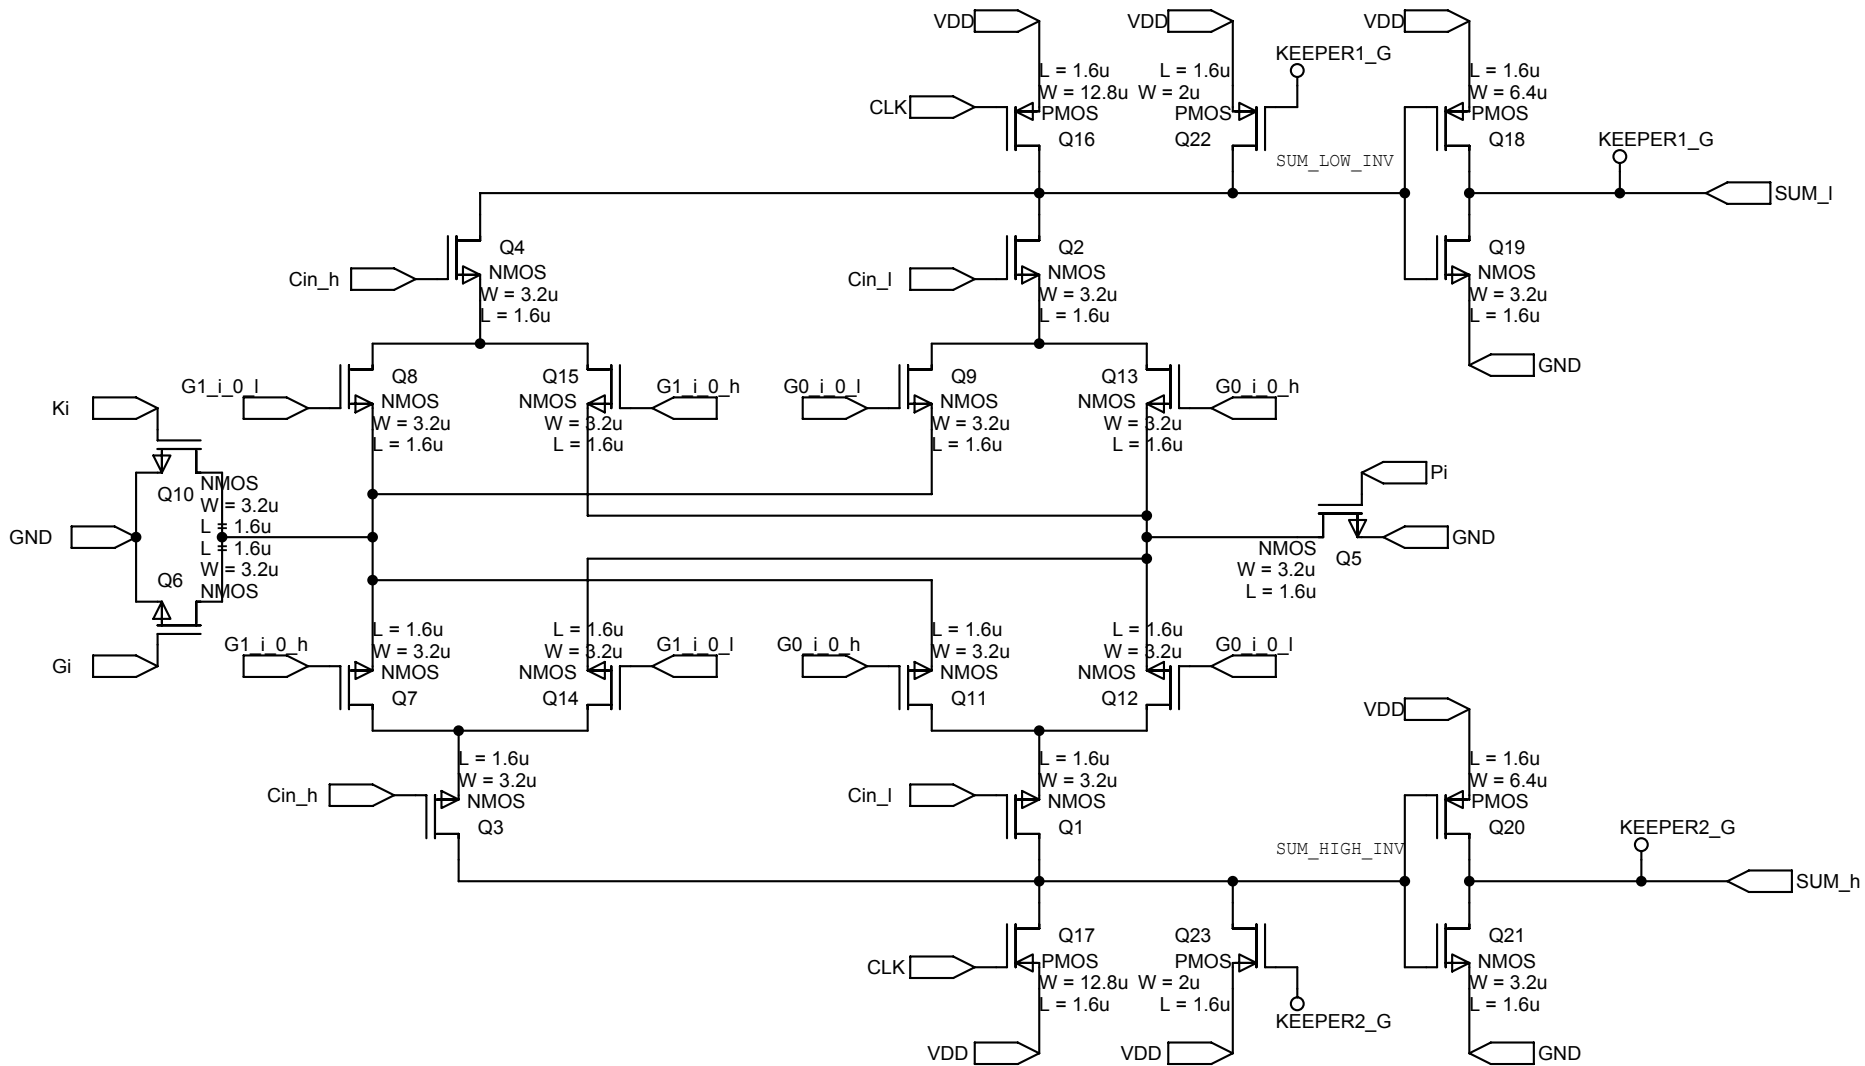 VDD
VDD
VDD
KEEPER1_G
L = 1.6u
L = 1.6u
L = 1.6u
W = 12.8u
W = 2u
W = 6.4u
CLK
PMOS
PMOS
PMOS
Q16
Q22
Q18
KEEPER1_G
SUM_LOW_INV
SUM_l
Q4
Q2
Q19
Cin_h
NMOS
Cin_l
NMOS
NMOS
W = 3.2u
W = 3.2u
W = 3.2u
L = 1.6u
L = 1.6u
L = 1.6u
GND
Q8
Q15
Q9
Q13
G1_i_0_l
G1_i_0_h
G0_i_0_l
G0_i_0_h
NMOS
NMOS
NMOS
NMOS
W = 3.2u
W = 3.2u
W = 3.2u
W = 3.2u
L = 1.6u
L = 1.6u
L = 1.6u
L = 1.6u
Ki
Q10
NMOS
W = 3.2u
L = 1.6u
GND
L = 1.6u
W = 3.2u
NMOS
Q6
Gi
Pi
GND
NMOS
Q5
W = 3.2u
L = 1.6u
L = 1.6u
L = 1.6u
L = 1.6u
L = 1.6u
G1_i_0_h
G1_i_0_l
G0_i_0_h
G0_i_0_l
W = 3.2u
W = 3.2u
W = 3.2u
W = 3.2u
NMOS
NMOS
NMOS
NMOS
Q7
Q14
Q11
Q12
VDD
L = 1.6u
L = 1.6u
L = 1.6u
W = 3.2u
W = 3.2u
W = 6.4u
Cin_h
NMOS
Cin_l
NMOS
PMOS
Q3
Q1
Q20
KEEPER2_G
SUM_HIGH_INV
SUM_h
Q17
Q23
Q21
CLK
PMOS
PMOS
NMOS
W = 12.8u
W = 2u
W = 3.2u
L = 1.6u
L = 1.6u
L = 1.6u
KEEPER2_G
VDD
VDD
GND